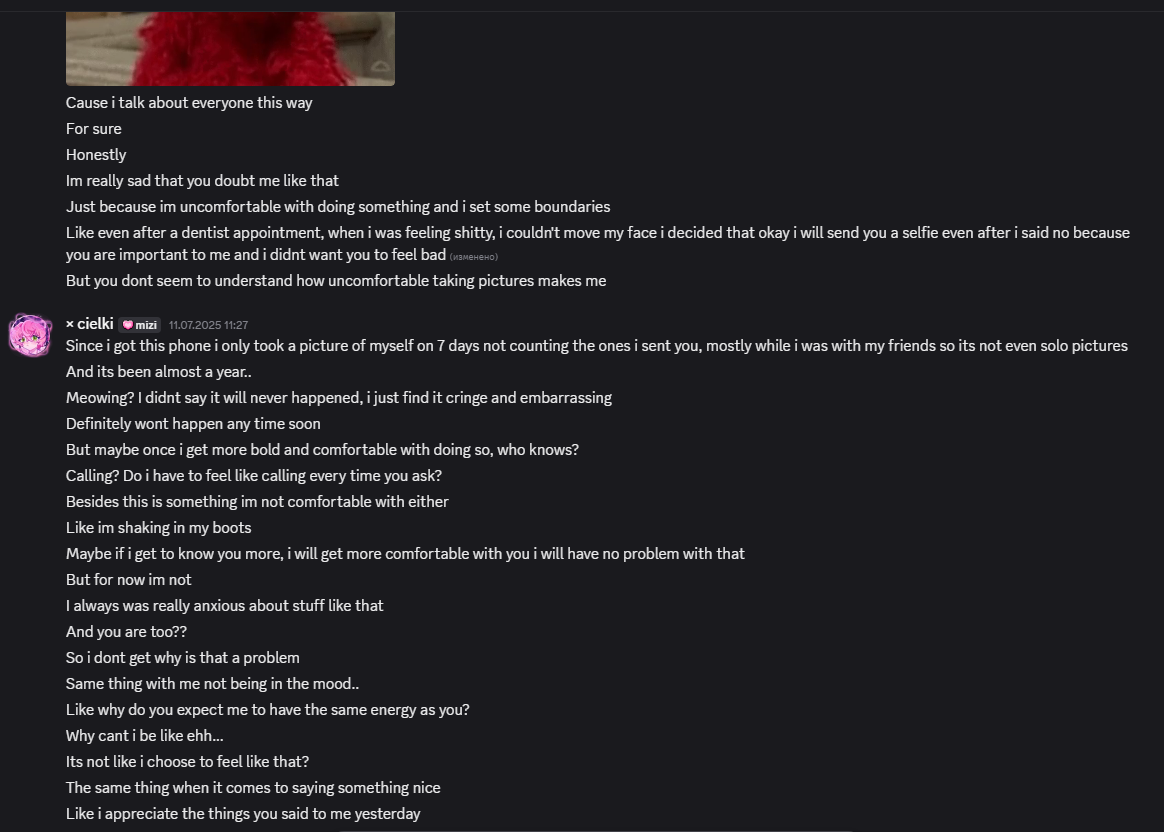 Cause i talk about everyone this way
For sure
Honestly
Im really sad that you doubt me like that
Just because im uncomfortable with doing something and i set some boundaries
Like even after a dentist appointment, when i was feeling shitty, i couldn't move my face i decided that okay i will send you a selfie even after i said no because
you are important to me and i didnt want you to feel bad (изменено)
But you dont seem to understand how uncomfortable taking pictures makes me
× cielki mizi 11.07.2025 11:27
Since i got this phone i only took a picture of myself on 7 days not counting the ones i sent you, mostly while i was with my friends so its not even solo pictures
And its been almost a year..
Meowing? I didnt say it will never happened, i just find it cringe and embarrassing
Definitely wont happen any time soon
But maybe once i get more bold and comfortable with doing so, who knows?
Calling? Do i have to feel like calling every time you ask?
Besides this is something im not comfortable with either
Like im shaking in my boots
Maybe if i get to know you more, i will get more comfortable with you i will have no problem with that
But for now im not
I always was really anxious about stuff like that
And you are too??
So i dont get why is that a problem
Same thing with me not being in the mood..
Like why do you expect me to have the same energy as you?
Why cant i be like ehh...
Its not like i choose to feel like that?
The same thing when it comes to saying something nice
Like i appreciate the things you said to me yesterday